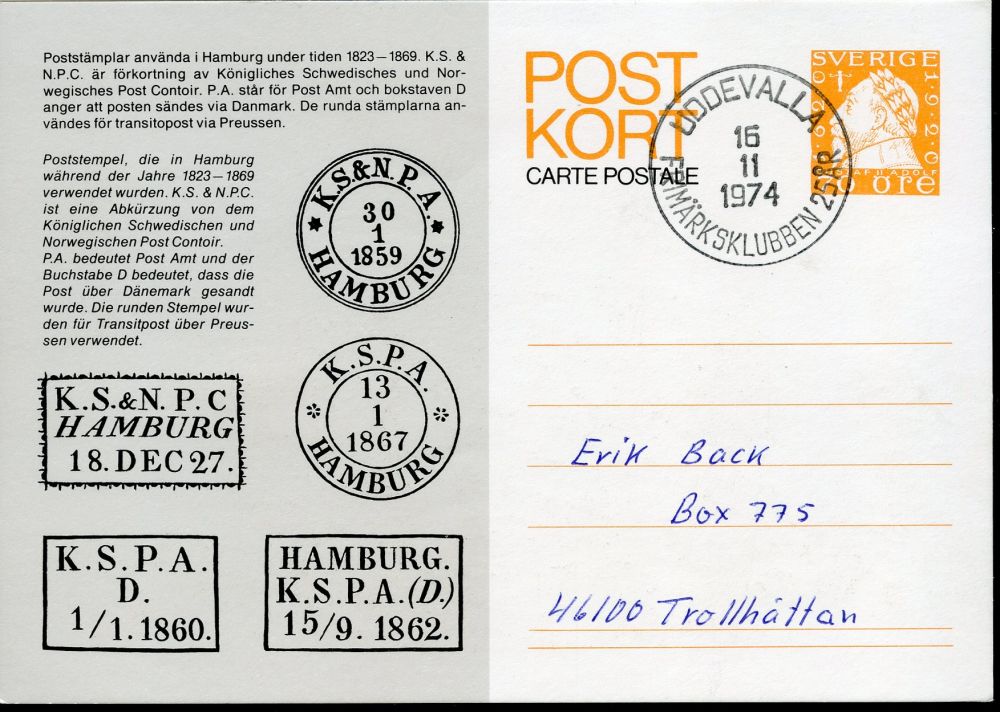 Poststämplar använda i Hamburg under tiden 1823—1869. K.S. &
N.P.C. är förkortning av Königliches Schwedisches und Nor-
wegisches Post Contoir. P.A. står för Post Amt och bokstaven D
anger att posten sändes via Danmark. De runda stämplarna an-
vändes för transitopost via Preussen.
Poststempel, die in Hamburg
während der Jahre 1823—1869
verwendet wurden. K.S. & N.P.C.
ist eine Abkürzung von dem
Königlichen Schwedischen und
Norwegischen Post Contoir.
P.A. bedeutet Post Amt und der
Buchstabe D bedeutet, dass die
Post über Dänemark gesandt
wurde. Die runden Stempel wur-
den für Transitpost über Preus-
sen verwendet.
K.S.&N.P.A.
30
1
1859
HAMBURG
K.S.P.A.
13
1
1867
HAMBURG
K.S.&N.P.C
HAMBURG
18.DEC 27.
K.S.P.A.
D.
1/1.1860.
HAMBURG.
K.S.P.A.(D.)
15/9.1862.
POST
KORT
CARTE POSTALE
UDDEVALLA
16
11
1974
FRIMÄRKSKLUBBEN 25 ÅR
SVERIGE
1920
ÖRE
Erik Back
Box 775
46100 Trollhättan